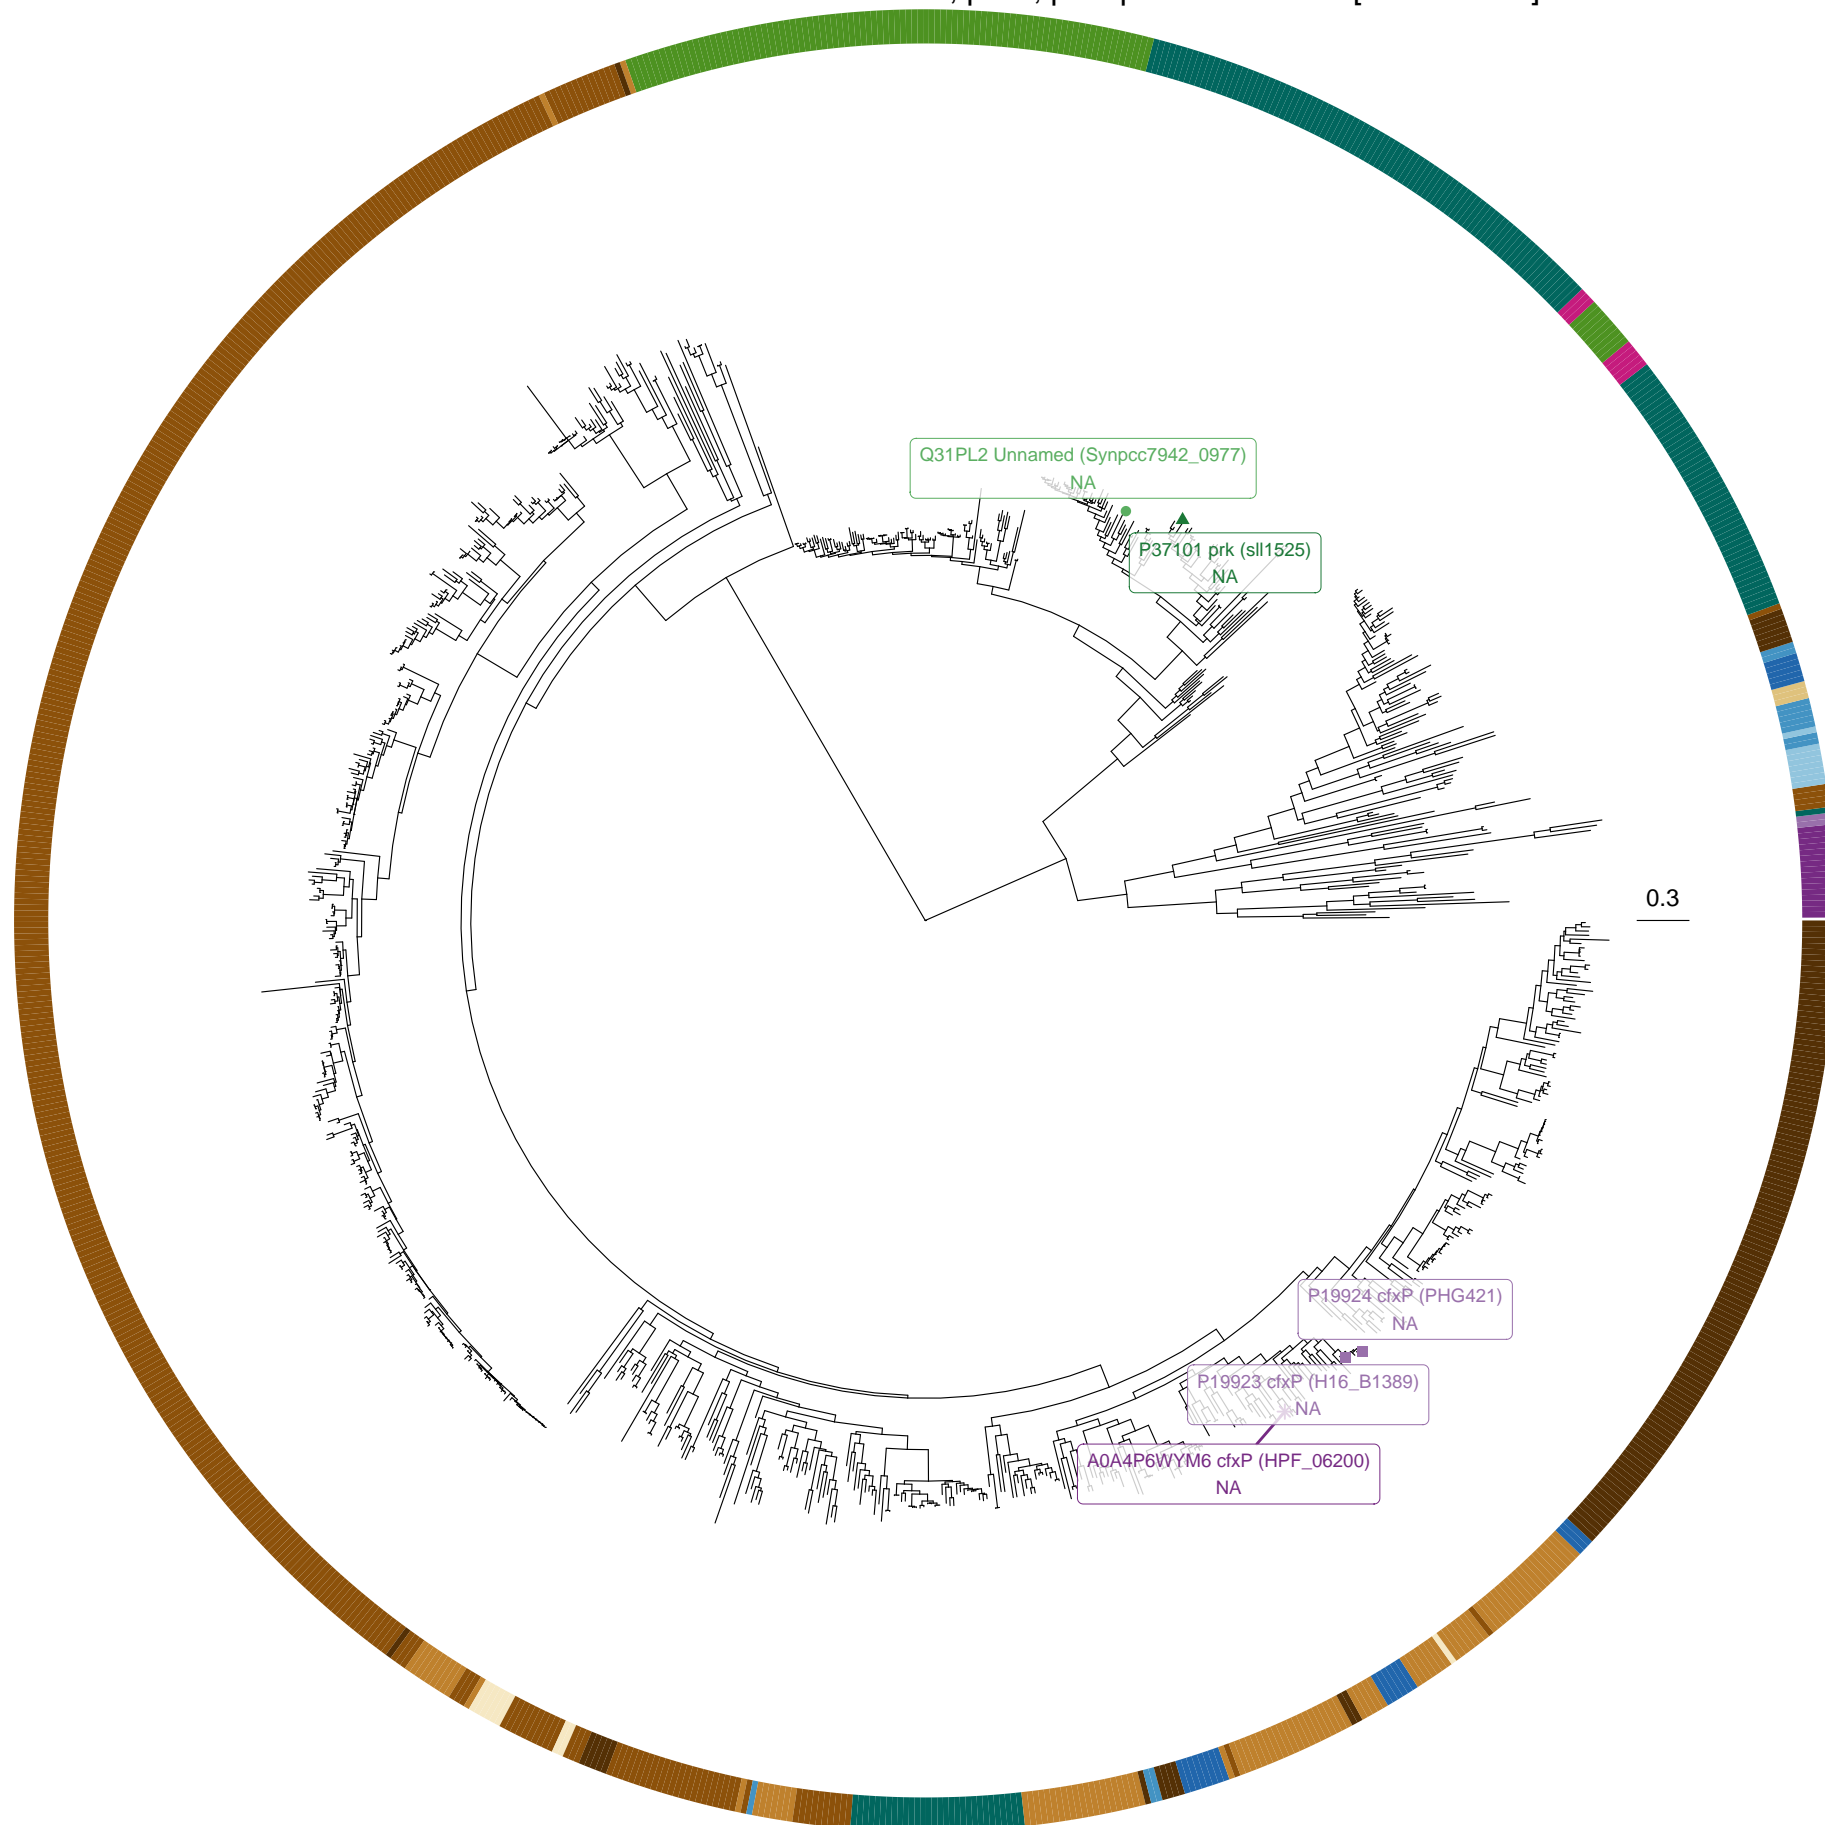 Q31PL2 Unnamed (Synpcc7942_0977)
NA
P37101 prk (sll1525)
NA
0.3
P19924 cfxP (PHG421)
NA
P19923 cfxP (H16_B1389)
NA
A0A4P6WYM6 cfxP (HPF_06200)
NA